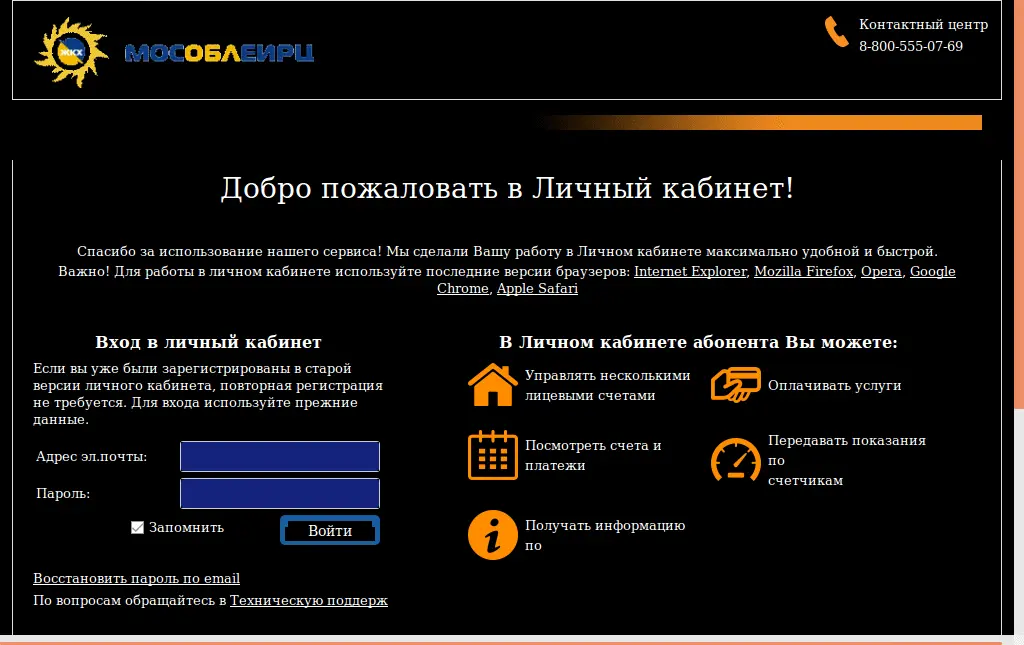 ЖКХ
МОСОБЛЕИРЦ
Контактный центр
8-800-555-07-69
Добро пожаловать в Личный кабинет!
Спасибо за использование нашего сервиса! Мы сделали Вашу работу в Личном кабинете максимально удобной и быстрой.
Важно! Для работы в личном кабинете используйте последние версии браузеров: Internet Explorer, Mozilla Firefox, Opera, Google
Chrome, Apple Safari
Вход в личный кабинет
Если вы уже были зарегистрированы в старой
версии личного кабинета, повторная регистрация
не требуется. Для входа используйте прежние
данные.
Адрес эл.почты:
Пароль:
Запомнить
Войти
Восстановить пароль по email
По вопросам обращайтесь в Техническую поддерж
В Личном кабинете абонента Вы можете:
Управлять несколькими
лицевыми счетами
Оплачивать услуги
Посмотреть счета и
платежи
Передавать показания
по
счетчикам
Получать информацию
по